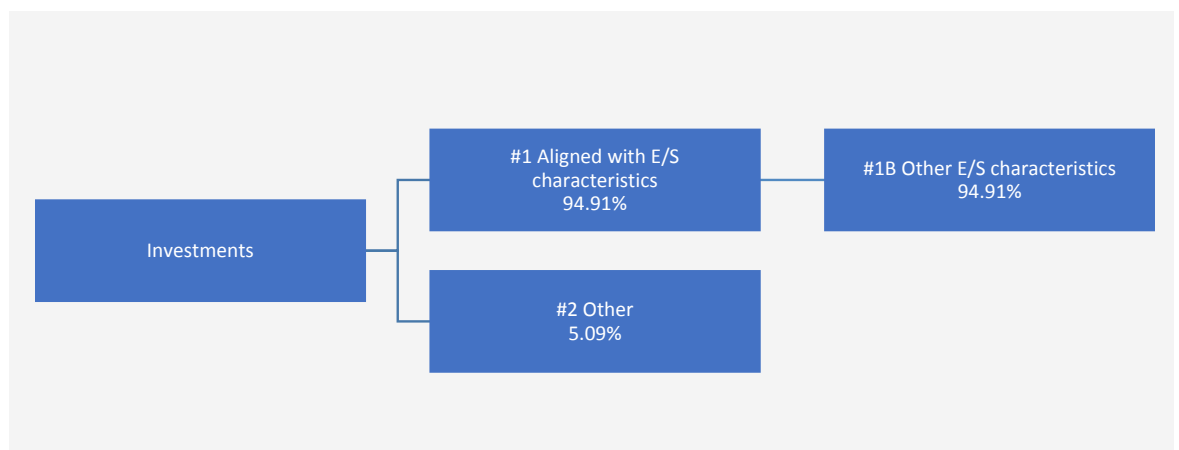 Investments
#1 Aligned with E/S
characteristics
94.91%
#2 Other
5.09%
#1B Other E/S characteristics
94.91%